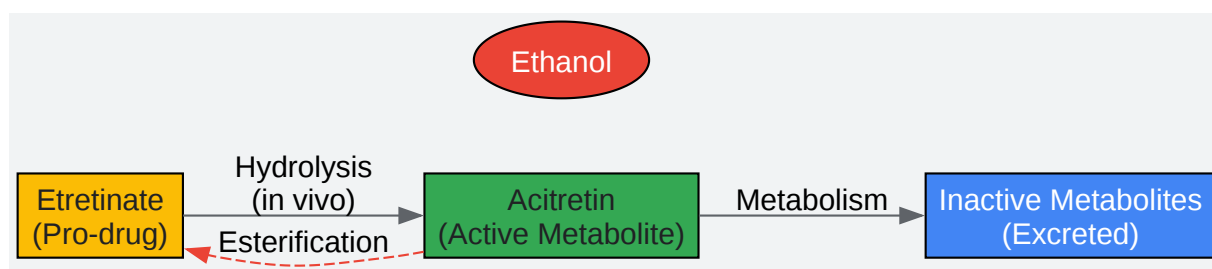 Ethanol
Etretinate
(Pro-drug)
Hydrolysis
(in vivo)
Esterification
Acitretin
(Active Metabolite)
Metabolism
Inactive Metabolites
(Excreted)